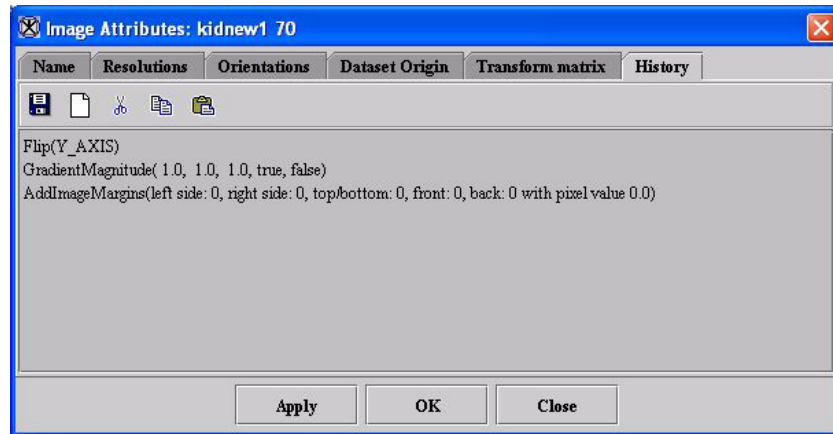 Image Attributes: kidnew1 70
Name Resolutions Orientations Dataset Origin Transform matrix History
Flip(Y_AXIS)
GradientMagnitude( 1.0, 1.0, 1.0, true, false)
AddImageMargins(left side: 0, right side: 0, top/bottom: 0, front: 0, back: 0 with pixel value 0.0)
Apply OK Close